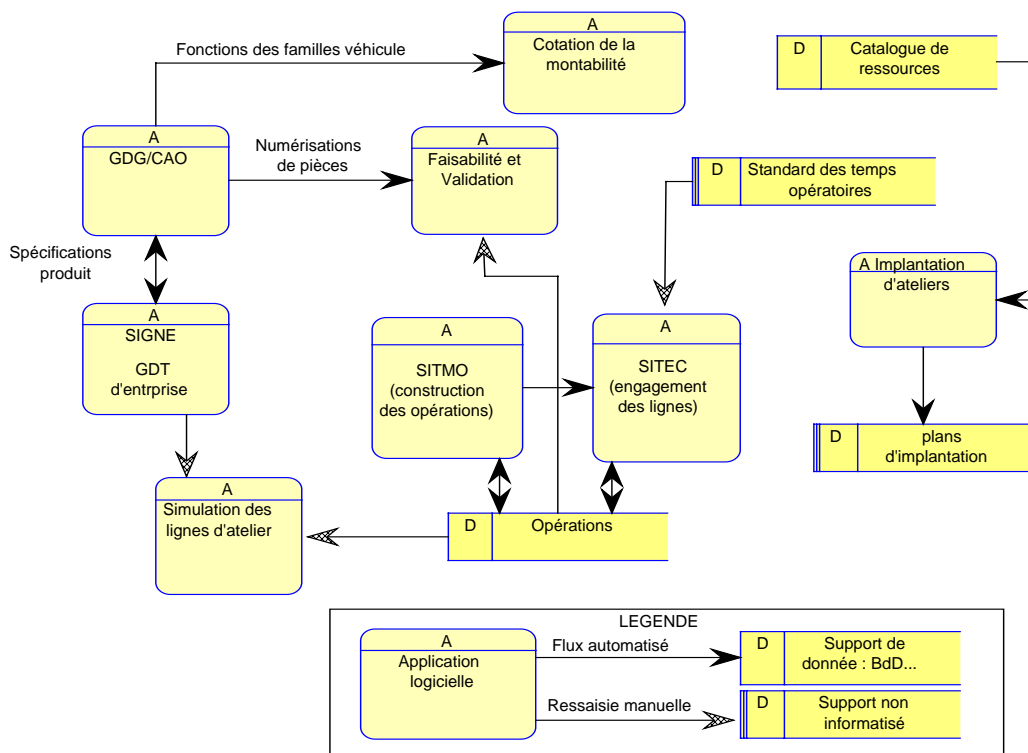 A
Fonctions des familles véhicule
Cotation de la
montabilité
D
Catalogue de
ressources
A
GDG/CAO
Numérisations
de pièces
A
Faisabilité et
Validation
D
Standard des temps
opératoires
Spécifications
produit
A Implantation
d'ateliers
A
SIGNE
GDT
d'entrprise
A
SITMO
(construction
des opérations)
A
SITEC
(engagement
des lignes)
D
plans
d'implantation
A
Simulation des
lignes d'atelier
D
Opérations
LEGENDE
A
Application
logicielle
Flux automatisé
D
Support de
donnée : BdD...
Ressaisie manuelle
D
Support non
informatisé